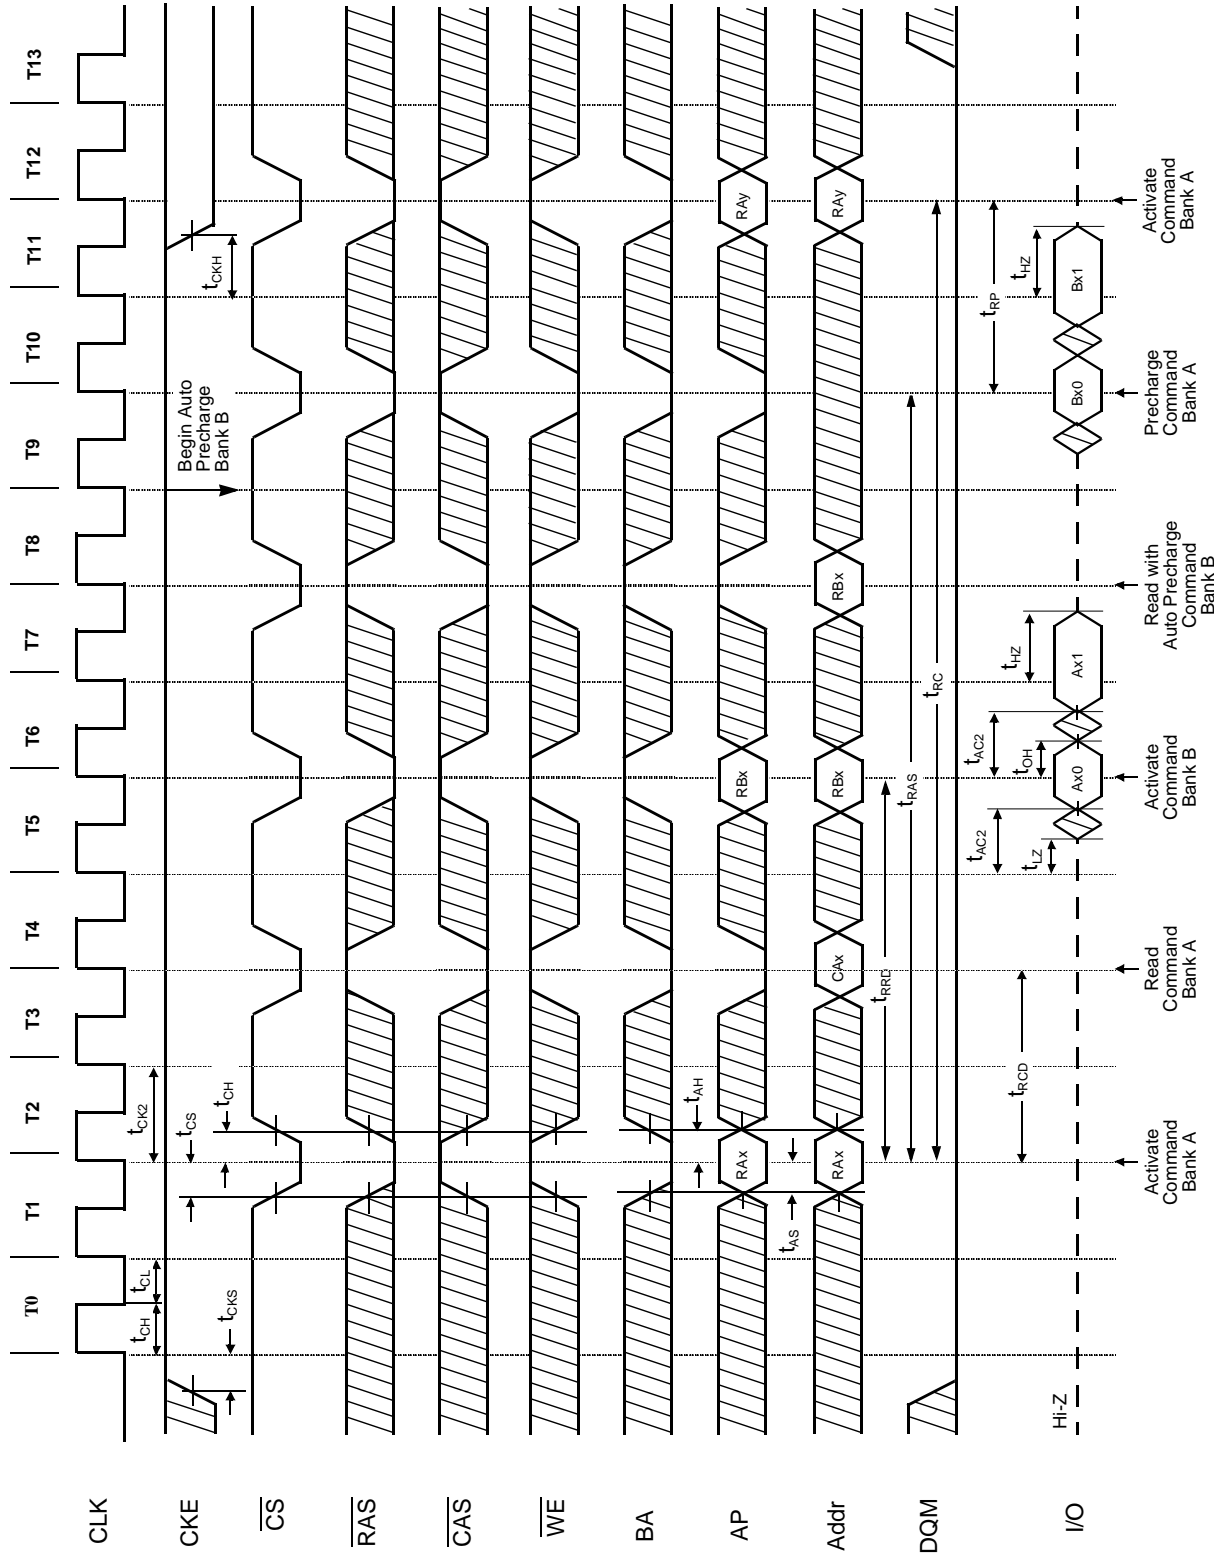 T0 T1 T2 T3 T4 T5 T6 T7 T8 T9 T10 T11 T12 T13
CLK
tCH
tCL
tCK2
CKE
tCKS
tCS
tCH
Begin Auto
Precharge
Bank B
tCKH
CS
RAS
CAS
WE
BA
tAH
AP
RAx RBx RAy
tAS
Addr
RAx CAx RBx RBx RAy
tRRD
tRAS
tRC
DQM
tRCD
tAC2
tAC2
tRP
tLZ
tOH
tHZ
tHZ
I/O
Hi-Z
Ax0 Ax1 Bx0 Bx1
Activate
Command
Bank A
Read
Command
Bank A
Activate
Command
Bank B
Read with
Auto Precharge
Command
Bank B
Precharge
Command
Bank A
Activate
Command
Bank A